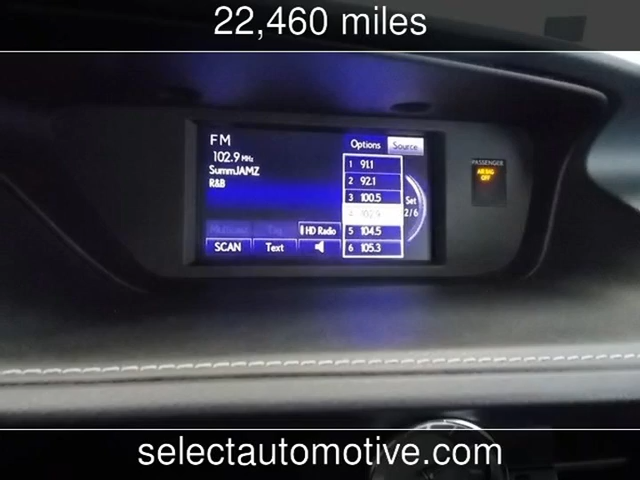 22,460 miles
FM
102.9 MHz
SummJAMZ
R&B
Options
Source
1 91.1
2 92.1
3 100.5
4 102.9
5 104.5
6 105.3
Set
2/6
Multicast
Tag
HD Radio
SCAN
Text
PASSENGER
AIR BAG
OFF
selectautomotive.com